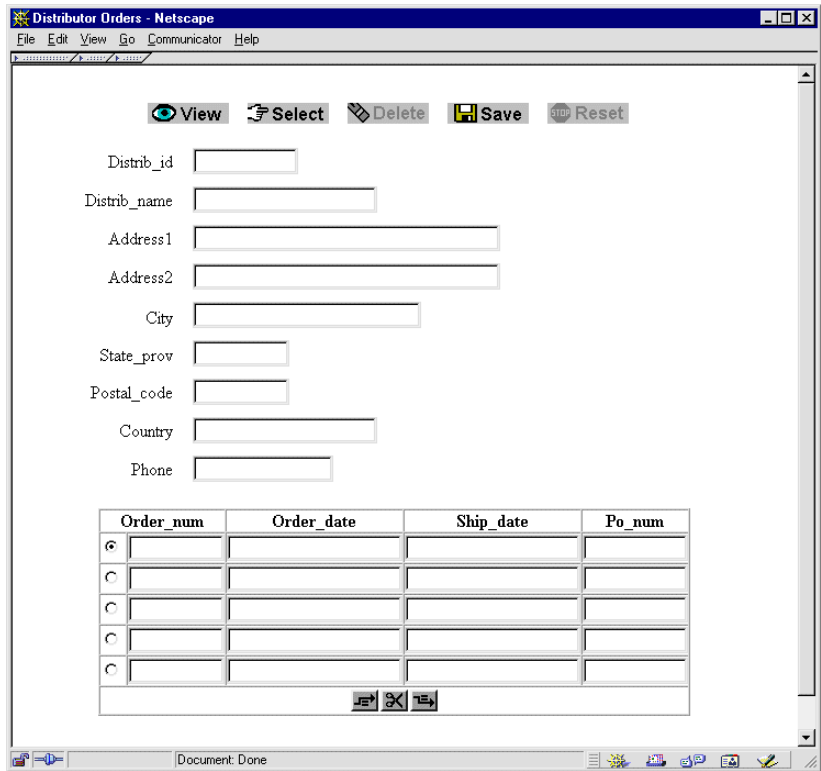 Distributor Orders - Netscape
File Edit View Go Communicator Help
View Select Delete Save STOP Reset
Distrib_id
Distrib_name
Address1
Address2
City
State_prov
Postal_code
Country
Phone
Order_num Order_date Ship_date Po_num
Document: Done